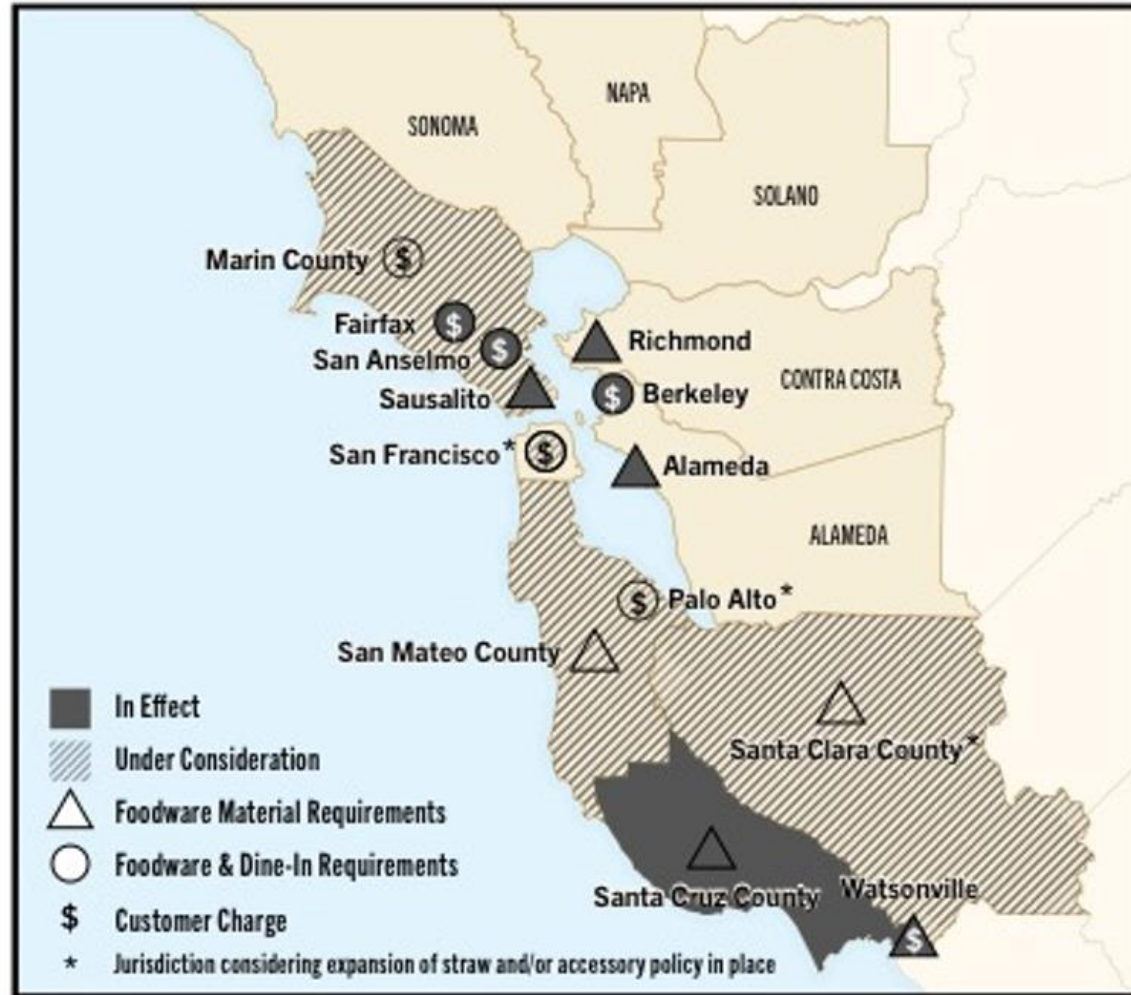 NAPA
SONOMA
SOLANO
Marin County $
Fairfax $
San Anselmo $
Richmond
CONTRA COSTA
Sausalito
$ Berkeley
San Francisco* $
Alameda
ALAMEDA
$ Palo Alto*
San Mateo County
In Effect
Santa Clara County*
Under Consideration
Foodware Material Requirements
Foodware & Dine-In Requirements
Santa Cruz County
Watsonville
$
$ Customer Charge
* Jurisdiction considering expansion of straw and/or accessory policy in place